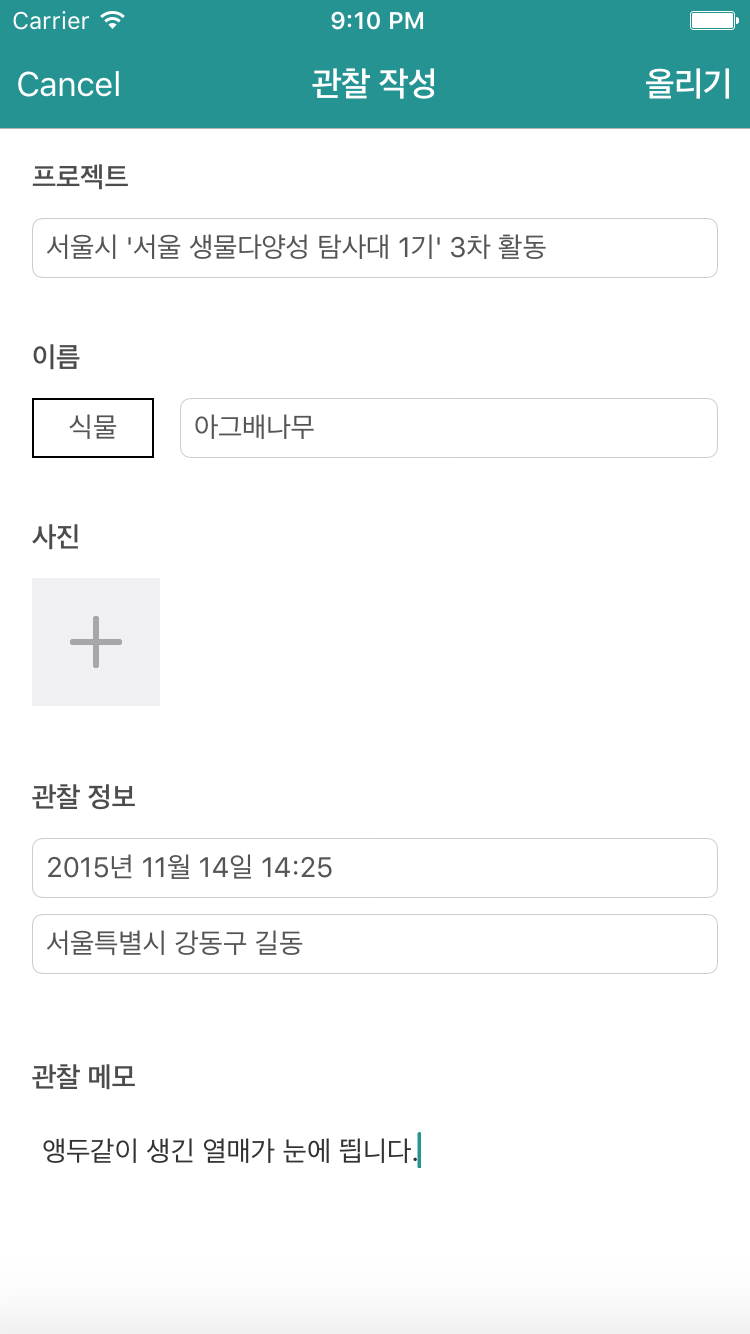 Carrier 9:10 PM
Cancel 관찰 작성 올리기
프로젝트
서울시 '서울 생물다양성 탐사대 1기' 3차 활동
이름
식물 아그배나무
사진
관찰 정보
2015년 11월 14일 14:25
서울특별시 강동구 길동
관찰 메모
앵두같이 생긴 열매가 눈에 띕니다.